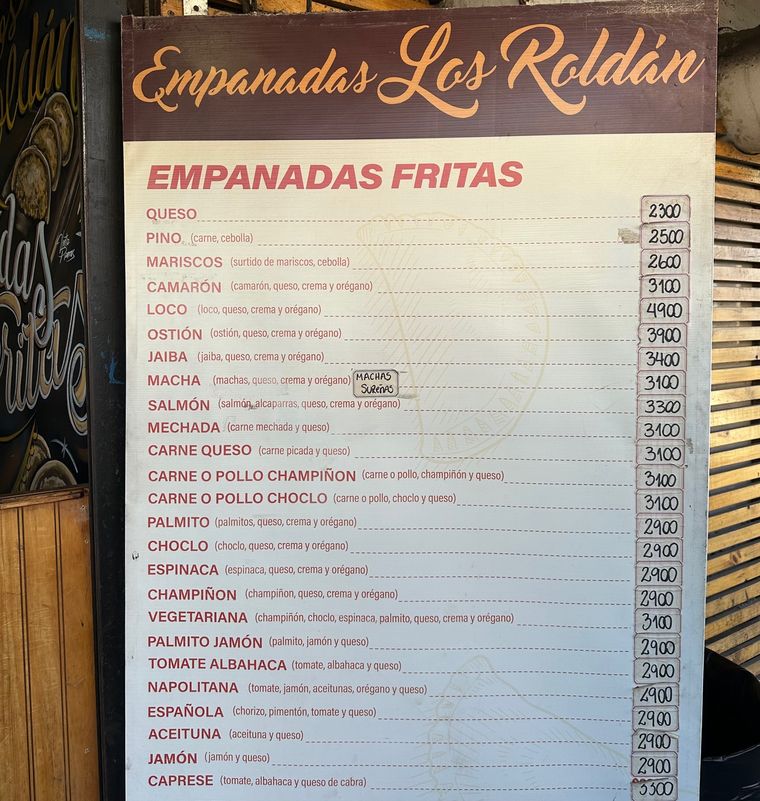 Empanadas Los Roldán
EMPANADAS FRITAS
QUESO 2300
PINO (carne, cebolla) 2500
MARISCOS (surtido de mariscos, cebolla) 2600
CAMARÓN (camarón, queso, crema y orégano) 3100
LOCO (loco, queso, crema y orégano) 4900
OSTIÓN (ostión, queso, crema y orégano) 3900
JAIBA (jaiba, queso, crema y orégano) 3400
MACHA (machas, queso, crema y orégano) MACHAS SUREÑAS 3100
SALMÓN (salmón, alcaparras, queso, crema y orégano) 3300
MECHADA (carne mechada y queso) 3100
CARNE QUESO (carne picada y queso) 3100
CARNE O POLLO CHAMPIÑON (carne o pollo, champiñón y queso) 3100
CARNE O POLLO CHOCLO (carne o pollo, choclo y queso) 3100
PALMITO (palmitos, queso, crema y orégano) 2900
CHOCLO (choclo, queso, crema y orégano) 2900
ESPINACA (espinaca, queso, crema y orégano) 2900
CHAMPIÑON (champiñon, queso, crema y orégano) 2900
VEGETARIANA (champiñón, choclo, espinaca, palmito, queso, crema y orégano) 3100
PALMITO JAMÓN (palmito, jamón y queso) 2900
TOMATE ALBAHACA (tomate, albahaca y queso) 2900
NAPOLITANA (tomate, jamón, aceitunas, orégano y queso) 2900
ESPAÑOLA (chorizo, pimentón, tomate y queso) 2900
ACEITUNA (aceituna y queso) 2900
JAMÓN (jamón y queso) 2900
CAPRESE (tomate, albahaca y queso de cabra) 3300